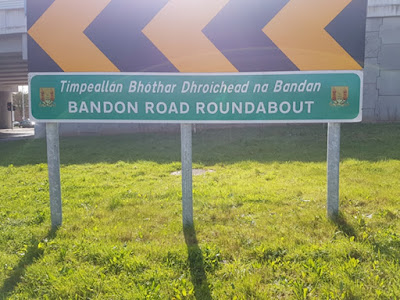 Timpeallán Bhóthar Dhroichead na Bandan
BANDON ROAD ROUNDABOUT